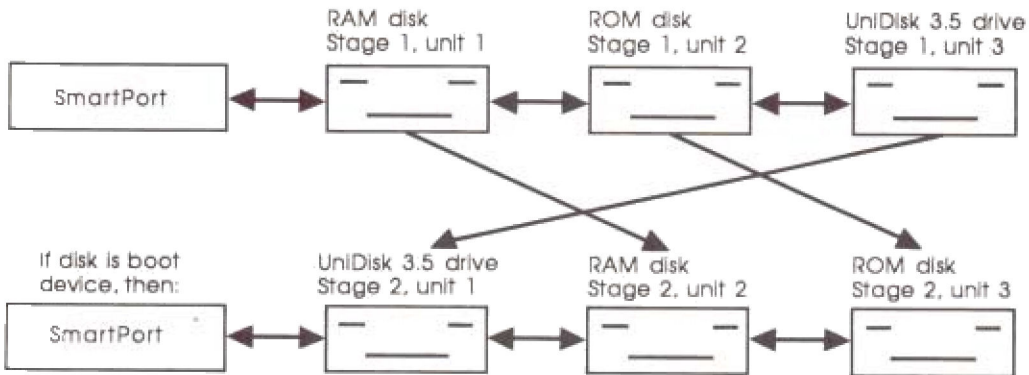 RAM disk
Stage 1, unit 1
ROM disk
Stage 1, unit 2
UniDisk 3.5 drive
Stage 1, unit 3
SmartPort
If disk is boot
device, then:
UniDisk 3.5 drive
Stage 2, unit 1
RAM disk
Stage 2, unit 2
ROM disk
Stage 2, unit 3
SmartPort